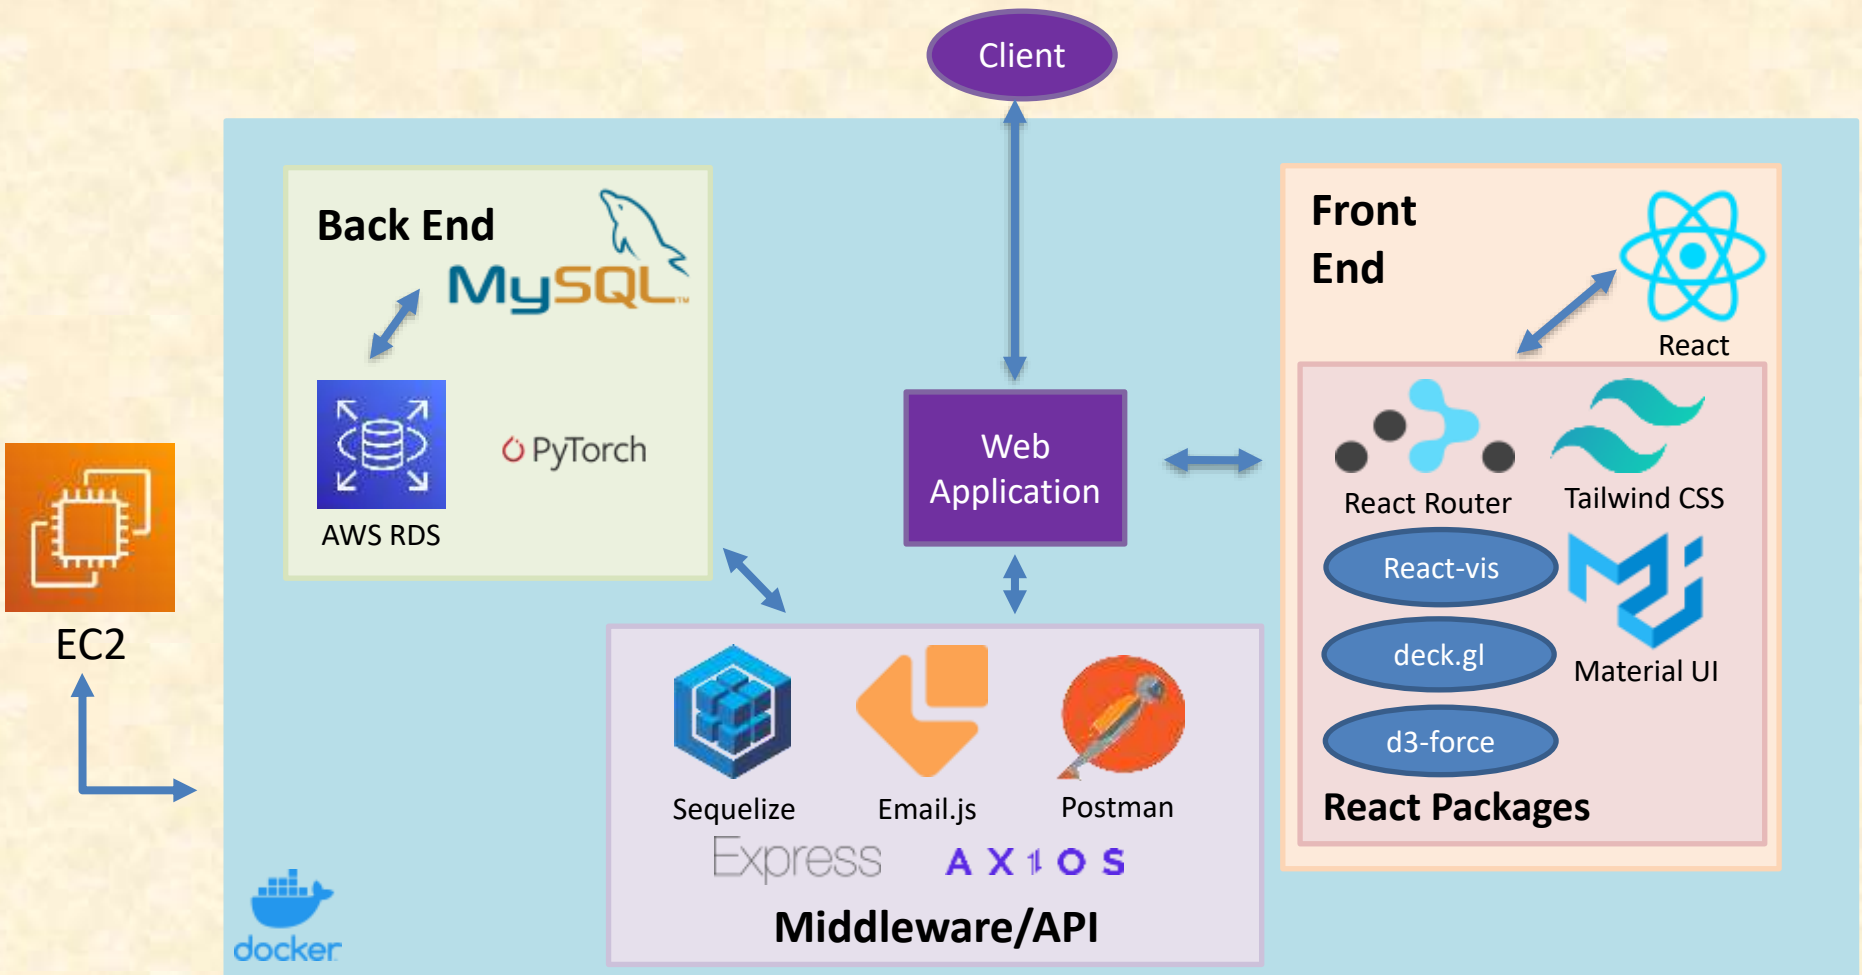 Client
Back End
MySQL™
AWS RDS
PyTorch
EC2
Web
Application
Front
End
React
React Router
Tailwind CSS
React-vis
deck.gl
Material UI
d3-force
React Packages
Sequelize
Email.js
Postman
Express
AXIOS
Middleware/API
docker